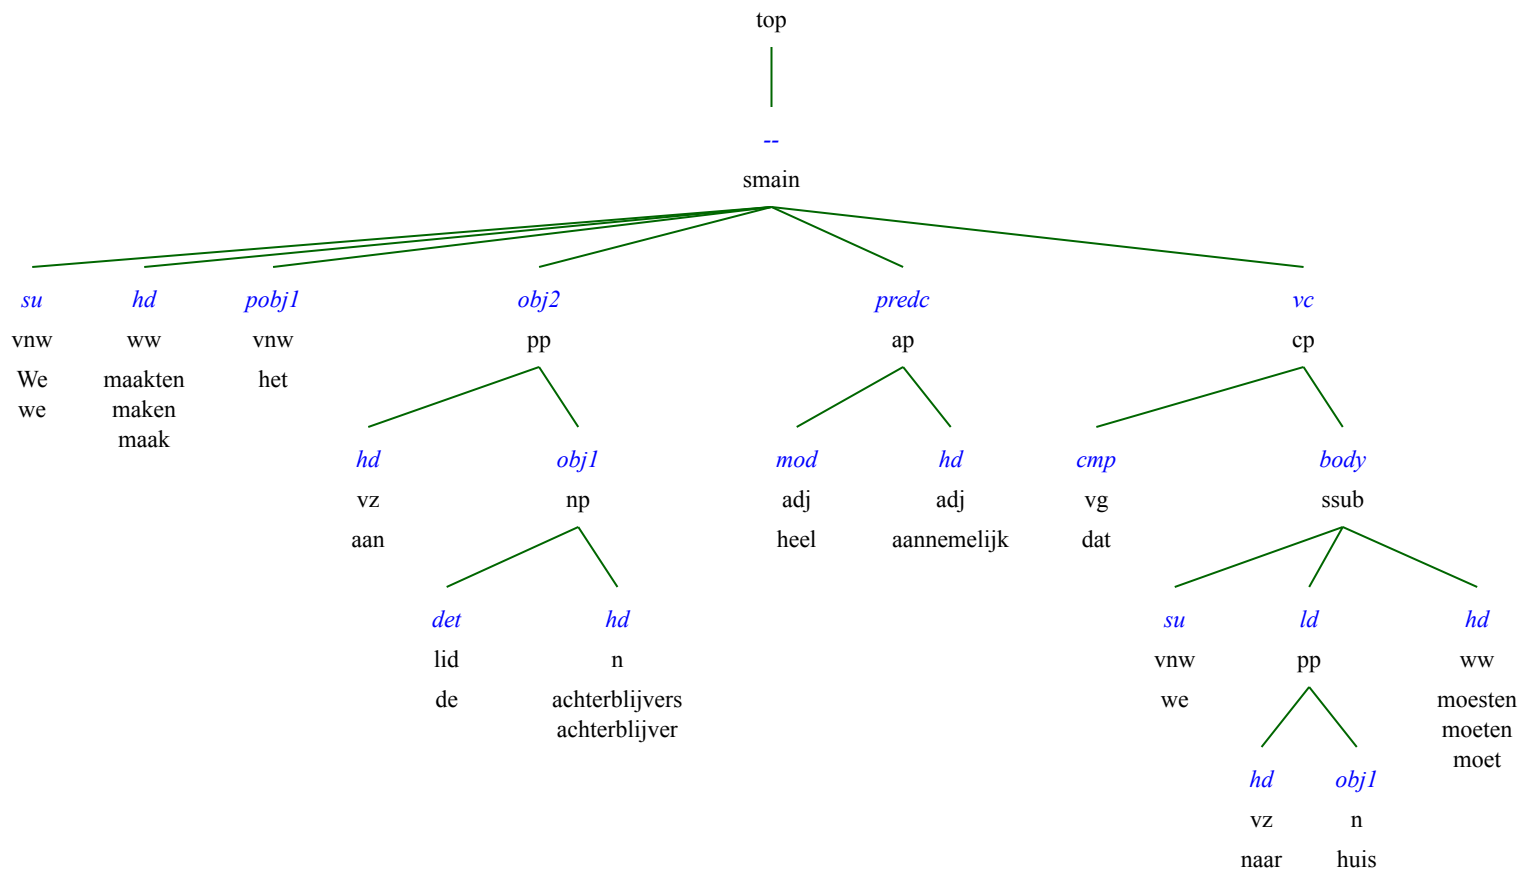 top
--
smain
su hd pobj1 obj2 predc vc
vnw ww vnw pp ap cp
We maakten het
we maken
maak
hd obj1 mod hd cmp body
vz np adj adj vg ssub
aan heel aannemelijk dat
det hd su ld hd
lid n vnw pp ww
de achterblijvers we moesten
achterblijver moeten
moet
hd obj1
vz n
naar huis